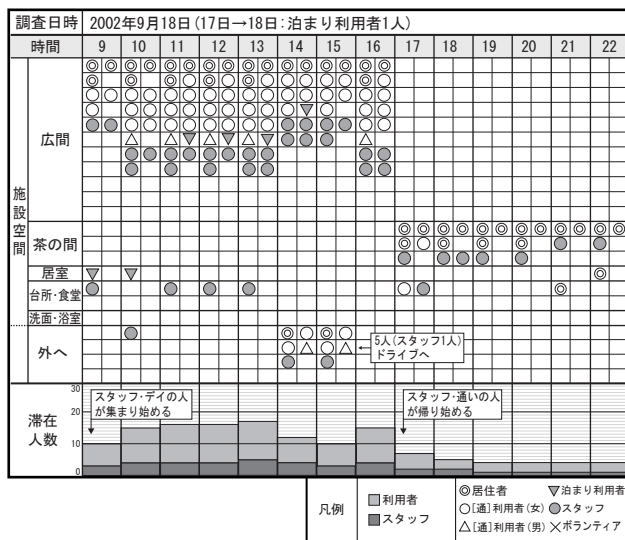 調査日時 2002年9月18日(17日→18日:泊まり利用者1人)
時間 9 10 11 12 13 14 15 16 17 18 19 20 21 22
施設空間
広間
茶の間
居室
台所・食堂
洗面・浴室
外へ
5人(スタッフ1人)
ドライブへ
滞在
人数
30
20
10
0
スタッフ・デイの人
が集まり始める
スタッフ・通いの人
が帰り始める
凡例
利用者
スタッフ
◎居住者 ▼泊まり利用者
○[通]利用者(女) ●スタッフ
△[通]利用者(男) ×ボランティア